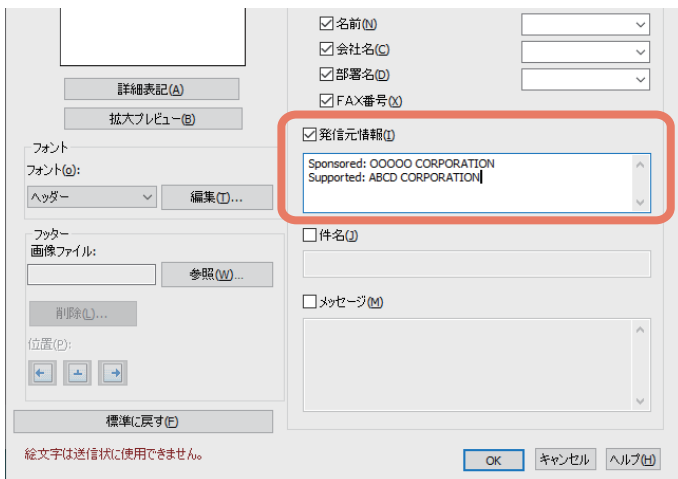 詳細表記(A)
拡大プレビュー(B)
フォント
フォント(o):
ヘッダー
編集(T)...
フッター
画像ファイル:
参照(W)...
削除(L)...
位置(P):
標準に戻す(F)
絵文字は送信状に使用できません。
名前(N)
会社名(C)
部署名(D)
FAX番号(X)
発信元情報(I)
Sponsored: OOOOO CORPORATION
Supported: ABCD CORPORATION
件名(J)
メッセージ(M)
OK
キャンセル
ヘルプ(H)